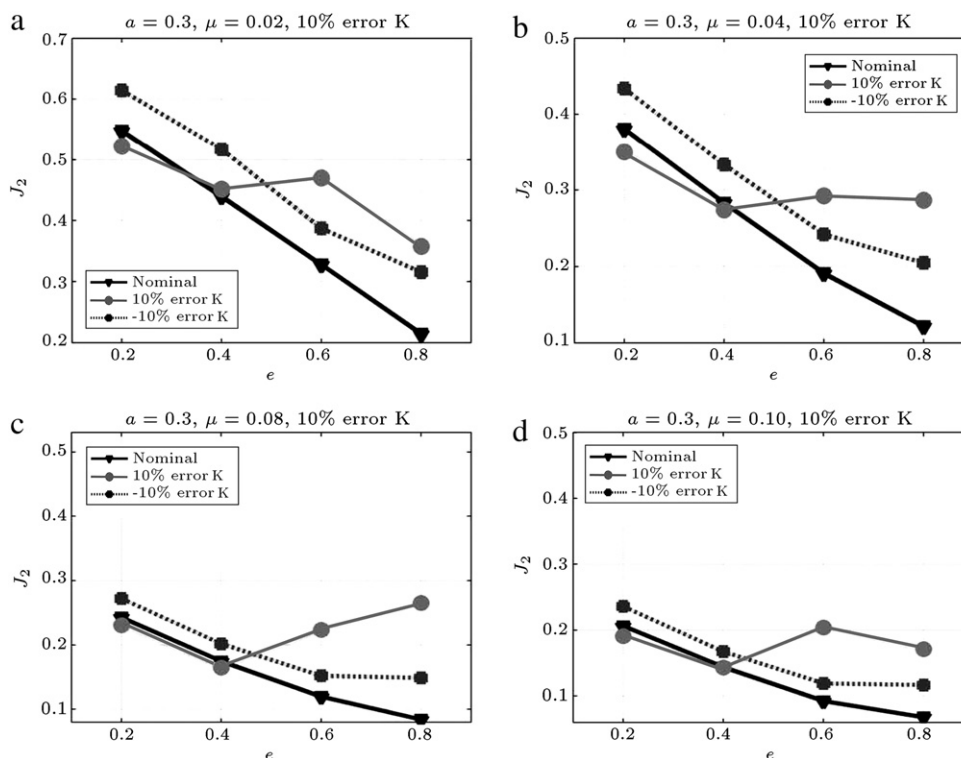 a
a = 0.3, μ = 0.02, 10% error K
0.7
0.6
0.5
0.4
0.3
0.2
J₂
Nominal
10% error K
-10% error K
0.2 0.4 0.6 0.8
e
b
a = 0.3, μ = 0.04, 10% error K
0.5
0.4
0.3
0.2
0.1
J₂
Nominal
10% error K
-10% error K
0.2 0.4 0.6 0.8
e
c
a = 0.3, μ = 0.08, 10% error K
0.5
0.3
0.2
0.1
J₂
Nominal
10% error K
-10% error K
0.2 0.4 0.6 0.8
e
d
a = 0.3, μ = 0.10, 10% error K
0.5
0.3
0.2
0.1
J₂
Nominal
10% error K
-10% error K
0.2 0.4 0.6 0.8
e